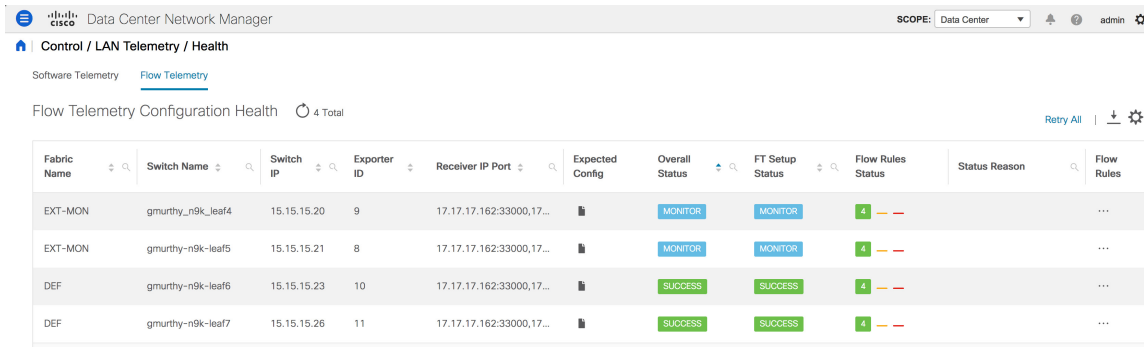 cisco Data Center Network Manager SCOPE: Data Center admin
Control / LAN Telemetry / Health
Software Telemetry Flow Telemetry
Flow Telemetry Configuration Health 4 Total
Retry All |
Fabric Name Switch Name Switch IP Exporter ID Receiver IP Port Expected Config Overall Status FT Setup Status Flow Rules Status Status Reason Flow Rules
EXT-MON gmurthy_n9k_leaf4 15.15.15.20 9 17.17.17.162:33000,17... MONITOR MONITOR 4 ...
EXT-MON gmurthy-n9k-leaf5 15.15.15.21 8 17.17.17.162:33000,17... MONITOR MONITOR 4 ...
DEF gmurthy-n9k-leaf6 15.15.15.23 10 17.17.17.162:33000,17... SUCCESS SUCCESS 4 ...
DEF gmurthy-n9k-leaf7 15.15.15.26 11 17.17.17.162:33000,17... SUCCESS SUCCESS 4 ...